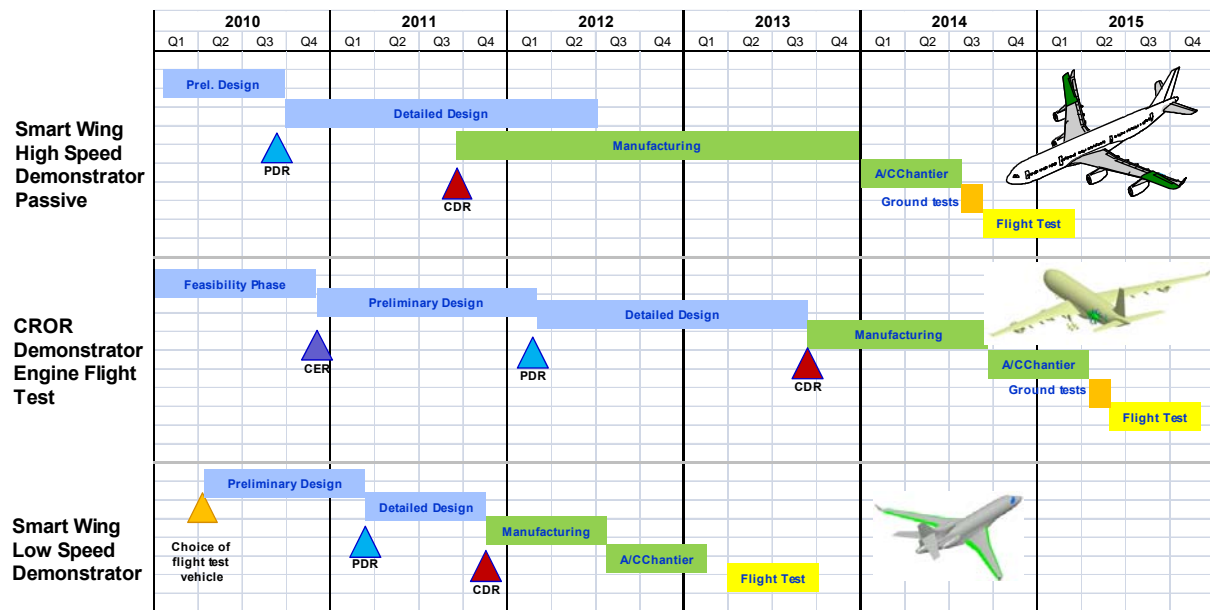 2010 2011 2012 2013 2014 2015
Q1 Q2 Q3 Q4 Q1 Q2 Q3 Q4 Q1 Q2 Q3 Q4 Q1 Q2 Q3 Q4 Q1 Q2 Q3 Q4 Q1 Q2 Q3 Q4
Smart Wing
High Speed
Demonstrator
Passive
Prel. Design
Detailed Design
PDR
Manufacturing
CDR
A/CChantier
Ground tests
Flight Test
CROR
Demonstrator
Engine Flight
Test
Feasibility Phase
Preliminary Design
Detailed Design
CER
PDR
Manufacturing
CDR
A/CChantier
Ground tests
Flight Test
Smart Wing
Low Speed
Demonstrator
Preliminary Design
Detailed Design
Choice of
flight test
vehicle
PDR
Manufacturing
CDR
A/CChantier
Flight Test